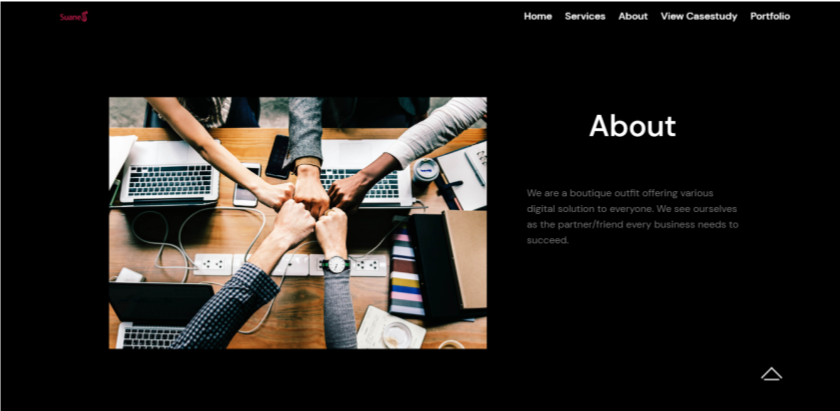 Suane
Home Services About View Casestudy Portfolio
About
We are a boutique outfit offering various
digital solution to everyone. We see ourselves
as the partner/friend every business needs to
succeed.